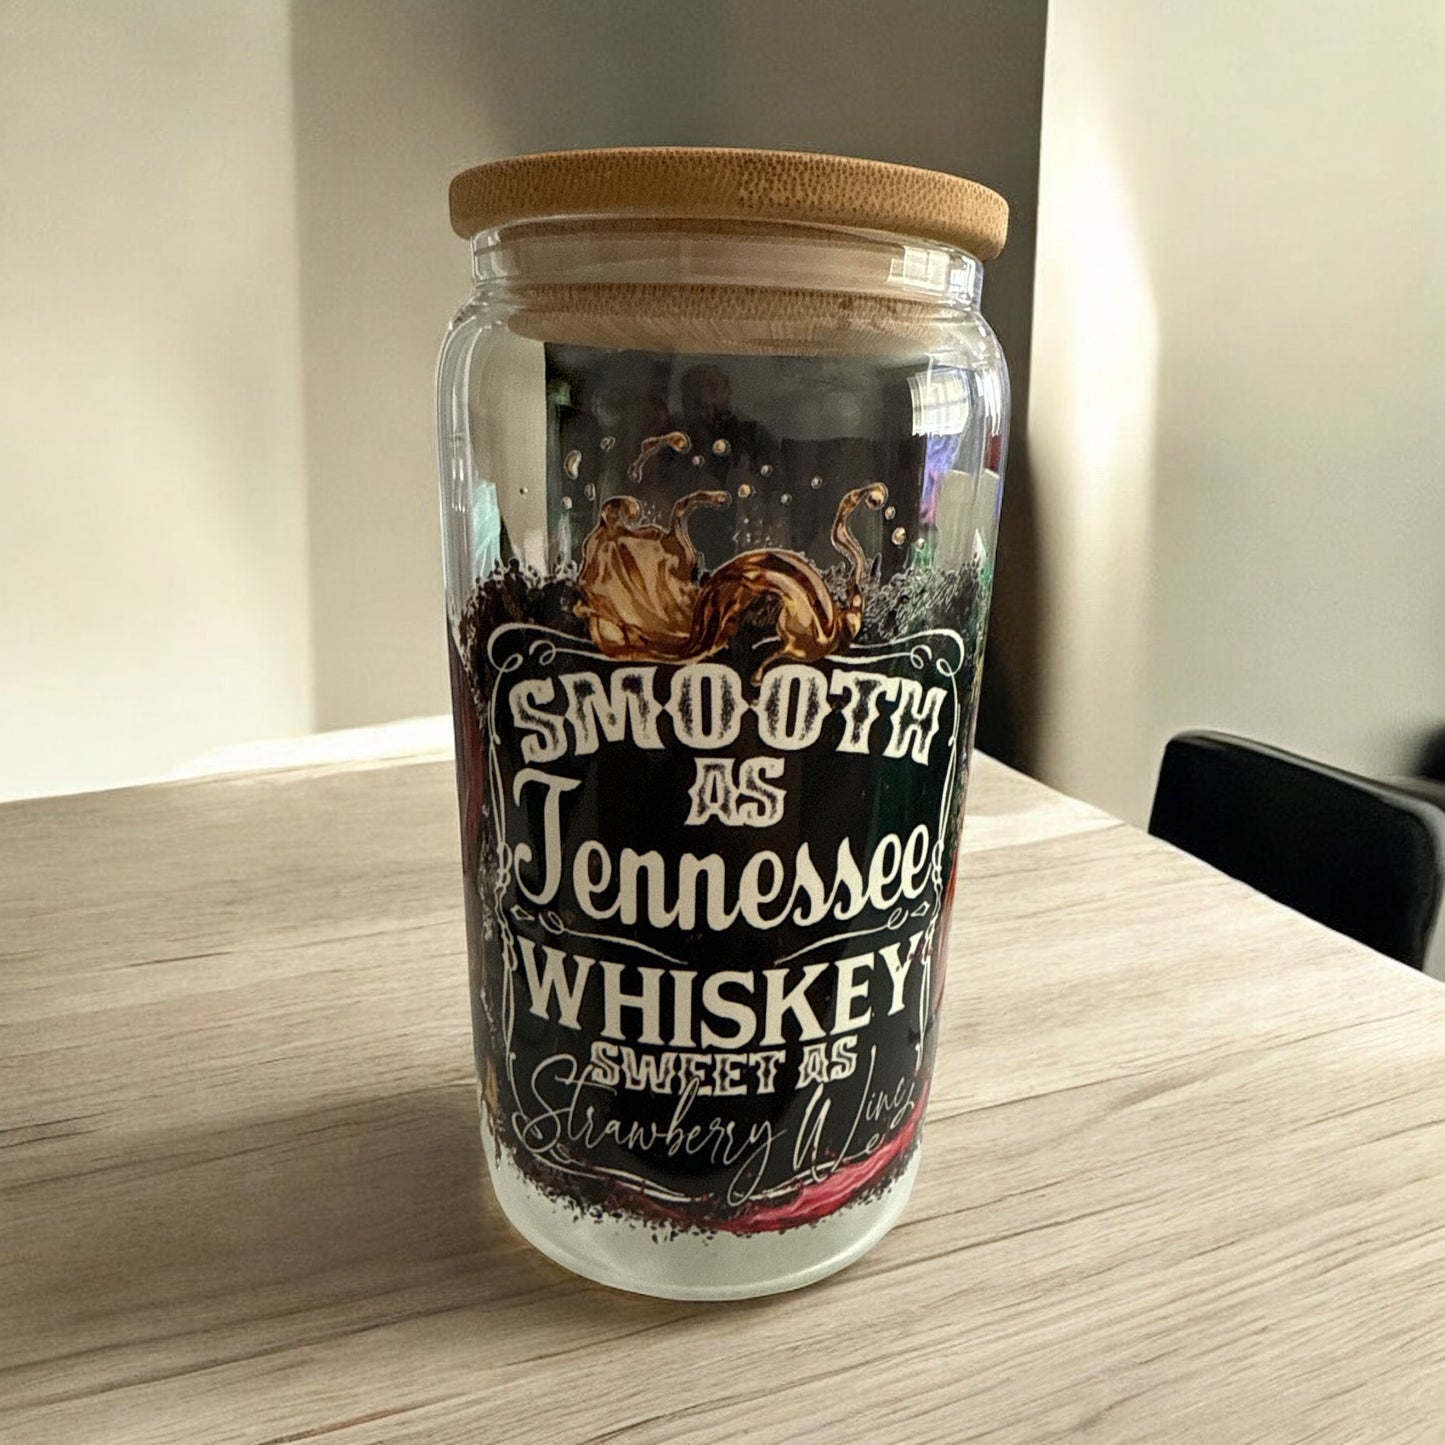 SMOOTH
AS
Tennessee
WHISKEY
SWEET AS
Strawberry Wine